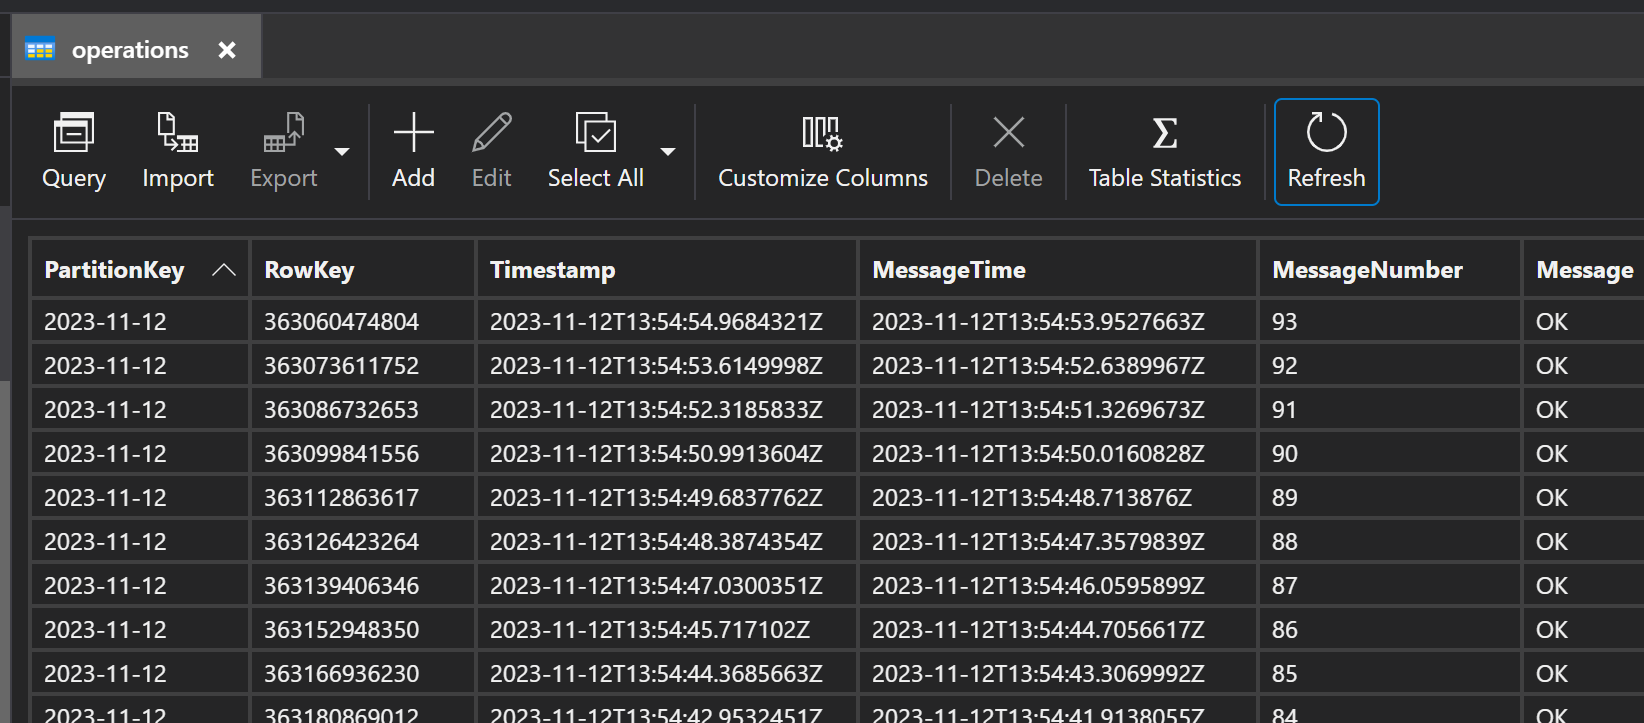 operations
Query Import Export Add Edit Select All Customize Columns Delete Table Statistics Refresh
PartitionKey RowKey Timestamp MessageTime MessageNumber Message
2023-11-12 363060474804 2023-11-12T13:54:54.9684321Z 2023-11-12T13:54:53.9527663Z 93 OK
2023-11-12 363073611752 2023-11-12T13:54:53.6149998Z 2023-11-12T13:54:52.6389967Z 92 OK
2023-11-12 363086732653 2023-11-12T13:54:52.3185833Z 2023-11-12T13:54:51.3269673Z 91 OK
2023-11-12 363099841556 2023-11-12T13:54:50.9913604Z 2023-11-12T13:54:50.0160828Z 90 OK
2023-11-12 363112863617 2023-11-12T13:54:49.6837762Z 2023-11-12T13:54:48.713876Z 89 OK
2023-11-12 363126423264 2023-11-12T13:54:48.3874354Z 2023-11-12T13:54:47.3579839Z 88 OK
2023-11-12 363139406346 2023-11-12T13:54:47.0300351Z 2023-11-12T13:54:46.0595899Z 87 OK
2023-11-12 363152948350 2023-11-12T13:54:45.717102Z 2023-11-12T13:54:44.7056617Z 86 OK
2023-11-12 363166936230 2023-11-12T13:54:44.3685663Z 2023-11-12T13:54:43.3069992Z 85 OK
2023-11-12 363180869012 2023-11-12T13:54:42.9532451Z 2023-11-12T13:54:41.9138055Z 84 OK